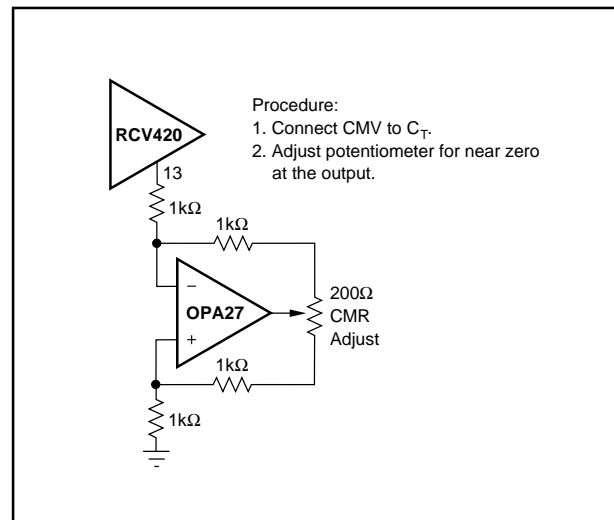 Procedure:
1. Connect CMV to C_T.
2. Adjust potentiometer for near zero
at the output.
RCV420
13
1kΩ
1kΩ
−
OPA27
+
200Ω
CMR
Adjust
1kΩ
1kΩ